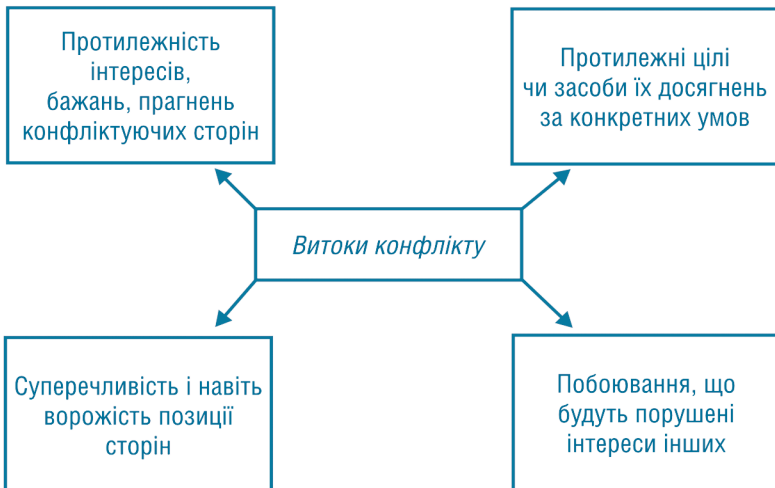 Протилежність
інтересів,
бажань, прагнень
конфліктуючих сторін
Протилежні цілі
чи засоби їх досягнень
за конкретних умов
Витоки конфлікту
Суперечливість і навіть
ворожість позиції
сторін
Побоювання, що
будуть порушені
інтереси інших